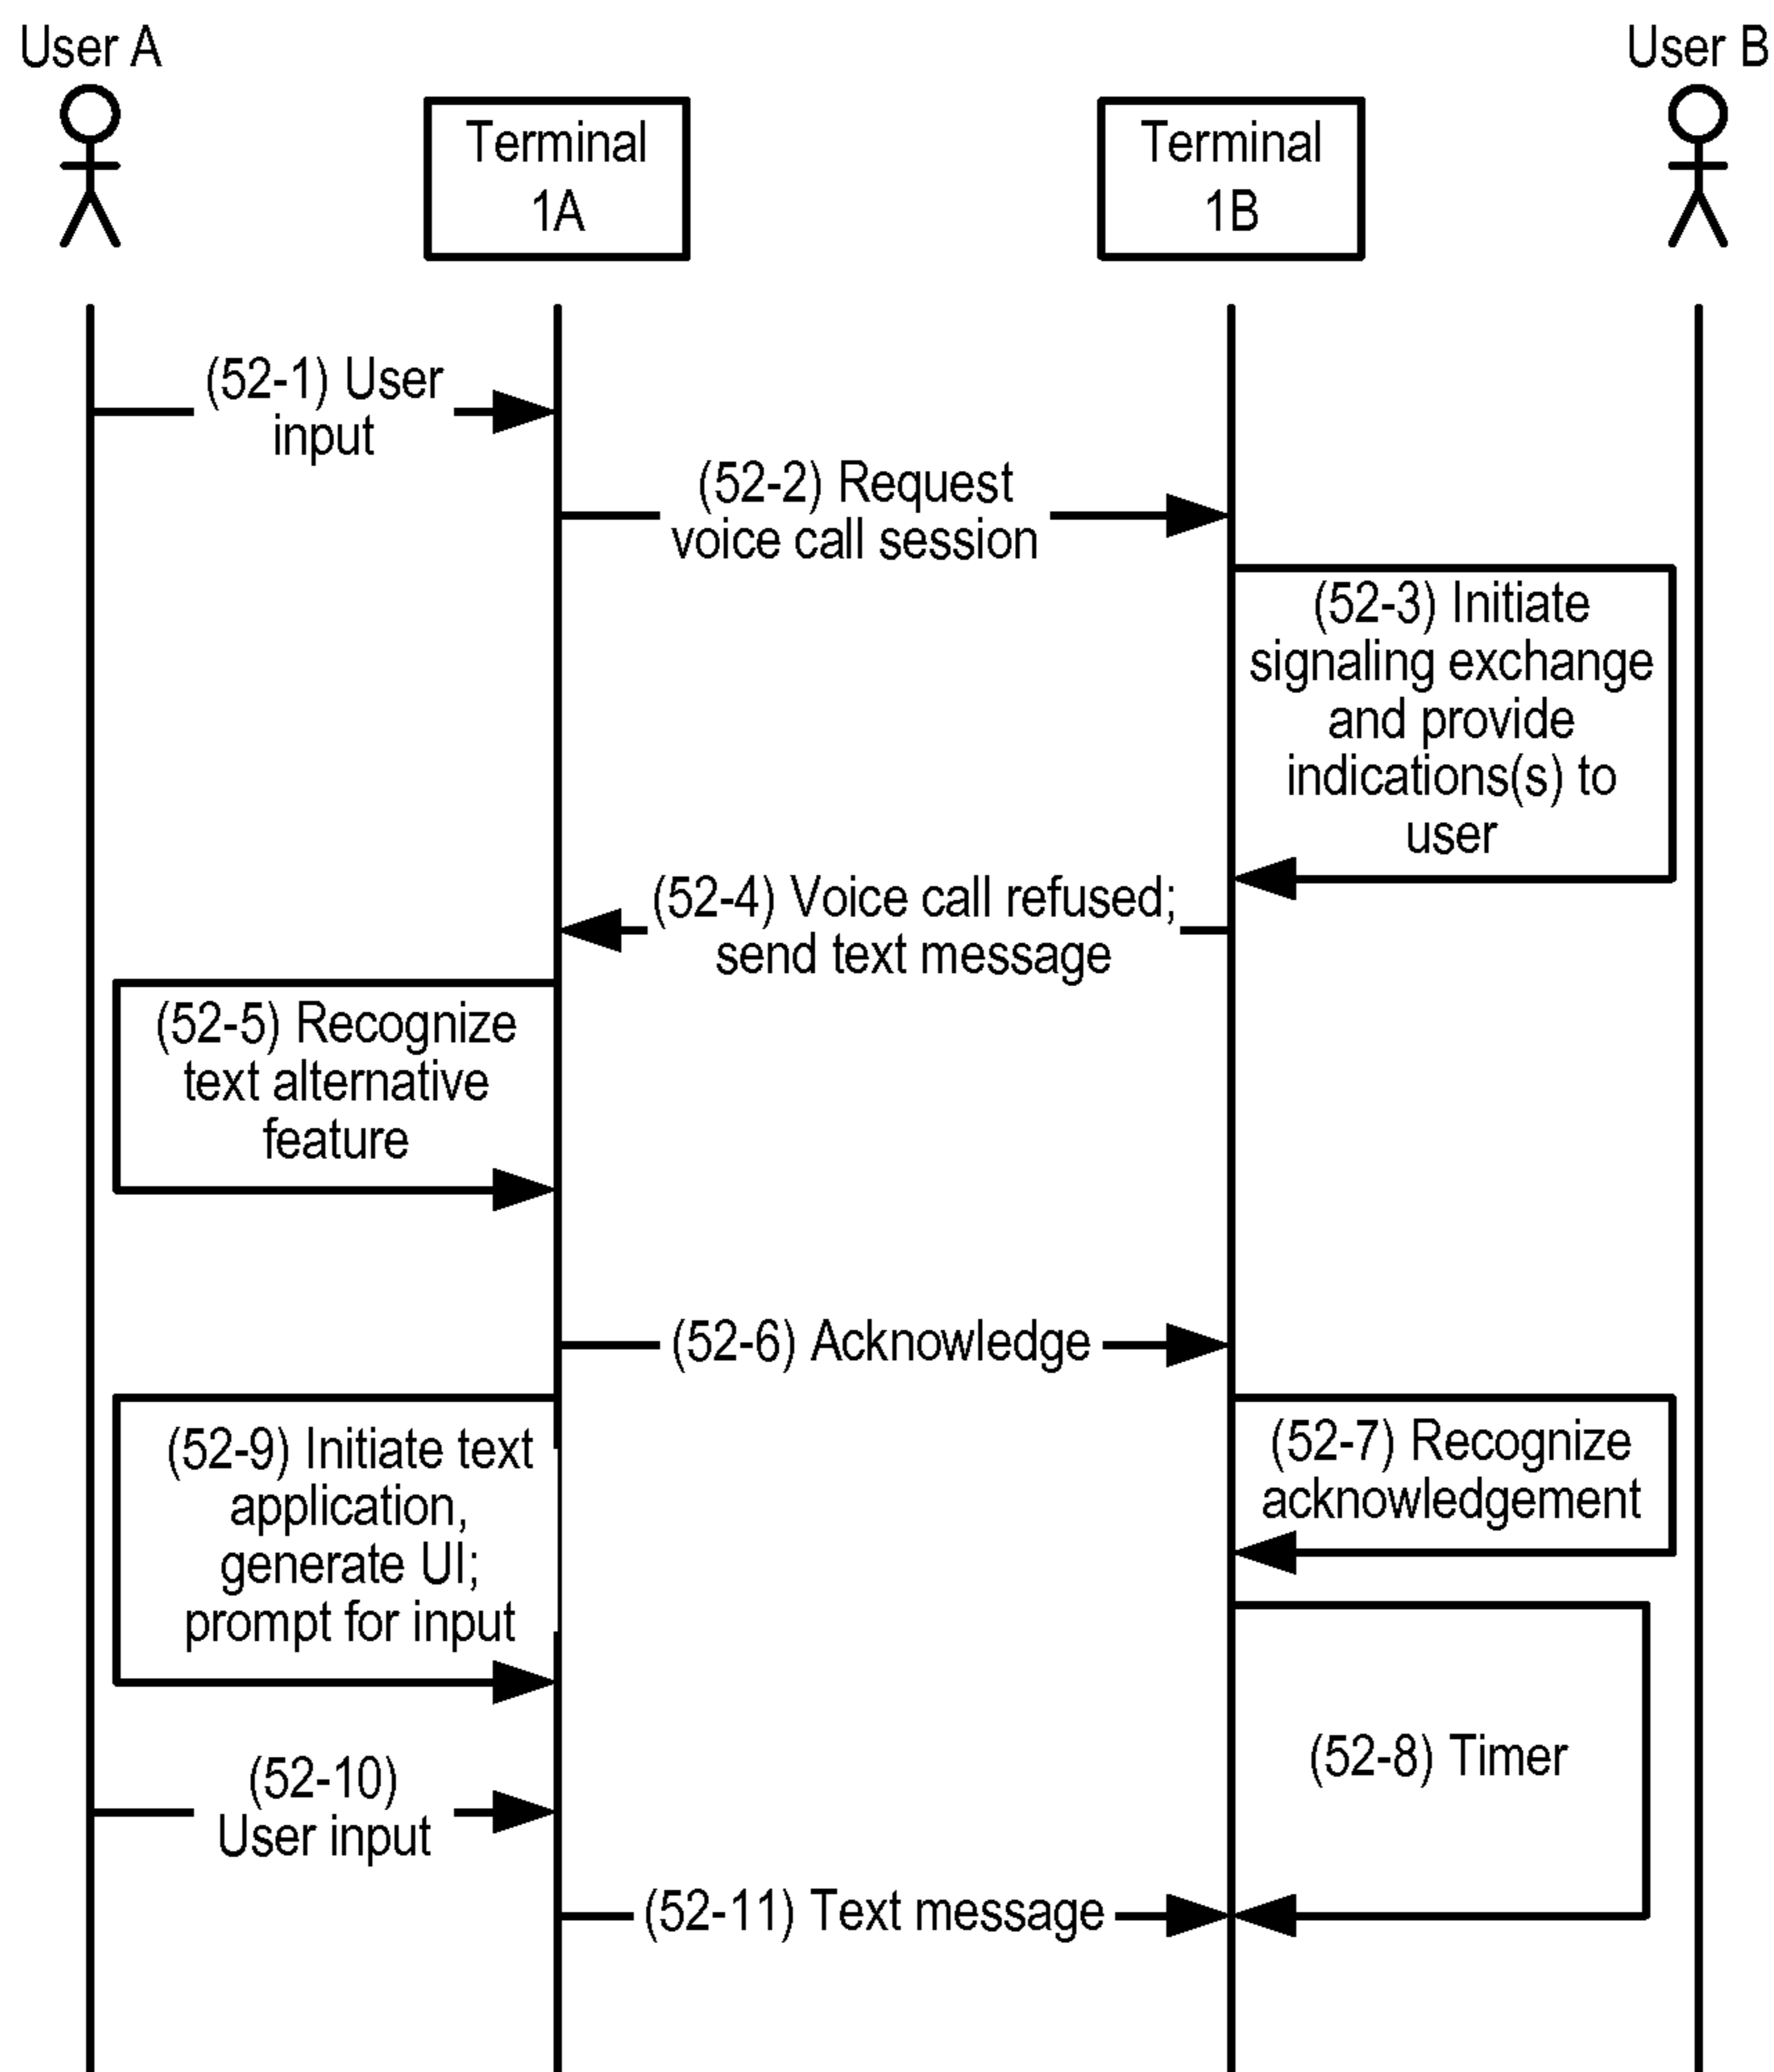 User A
User B
Terminal
1A
Terminal
1B
(52-1) User
input
(52-2) Request
voice call session
(52-3) Initiate
signaling exchange
and provide
indications(s) to
user
(52-4) Voice call refused;
send text message
(52-5) Recognize
text alternative
feature
(52-6) Acknowledge
(52-7) Recognize
acknowledgement
(52-9) Initiate text
application,
generate UI;
prompt for input
(52-8) Timer
(52-10)
User input
(52-11) Text message